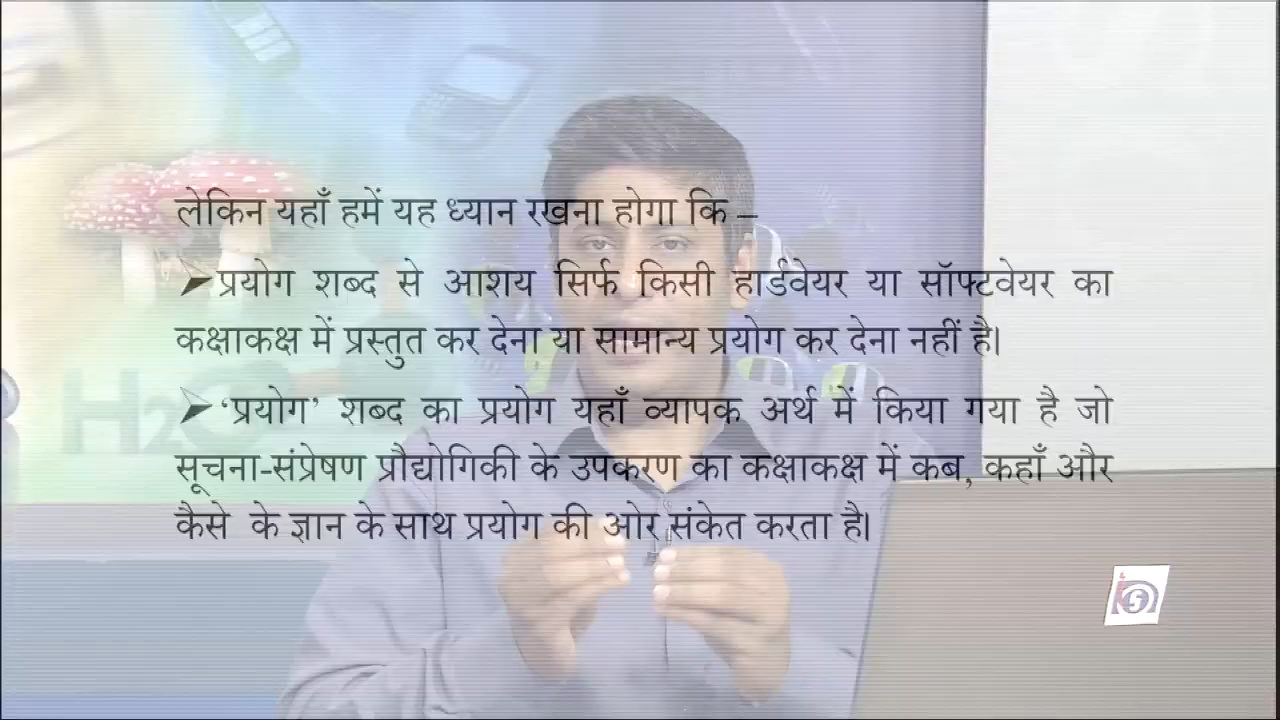 लेकिन यहाँ हमें यह ध्यान रखना होगा कि –
➤प्रयोग शब्द से आशय सिर्फ किसी हार्डवेयर या सॉफ्टवेयर का
कक्षाकक्ष में प्रस्तुत कर देना या सामान्य प्रयोग कर देना नहीं है।
➤‘प्रयोग’ शब्द का प्रयोग यहाँ व्यापक अर्थ में किया गया है जो
सूचना-संप्रेषण प्रौद्योगिकी के उपकरण का कक्षाकक्ष में कब, कहाँ और
कैसे के ज्ञान के साथ प्रयोग की ओर संकेत करता है।
H2O